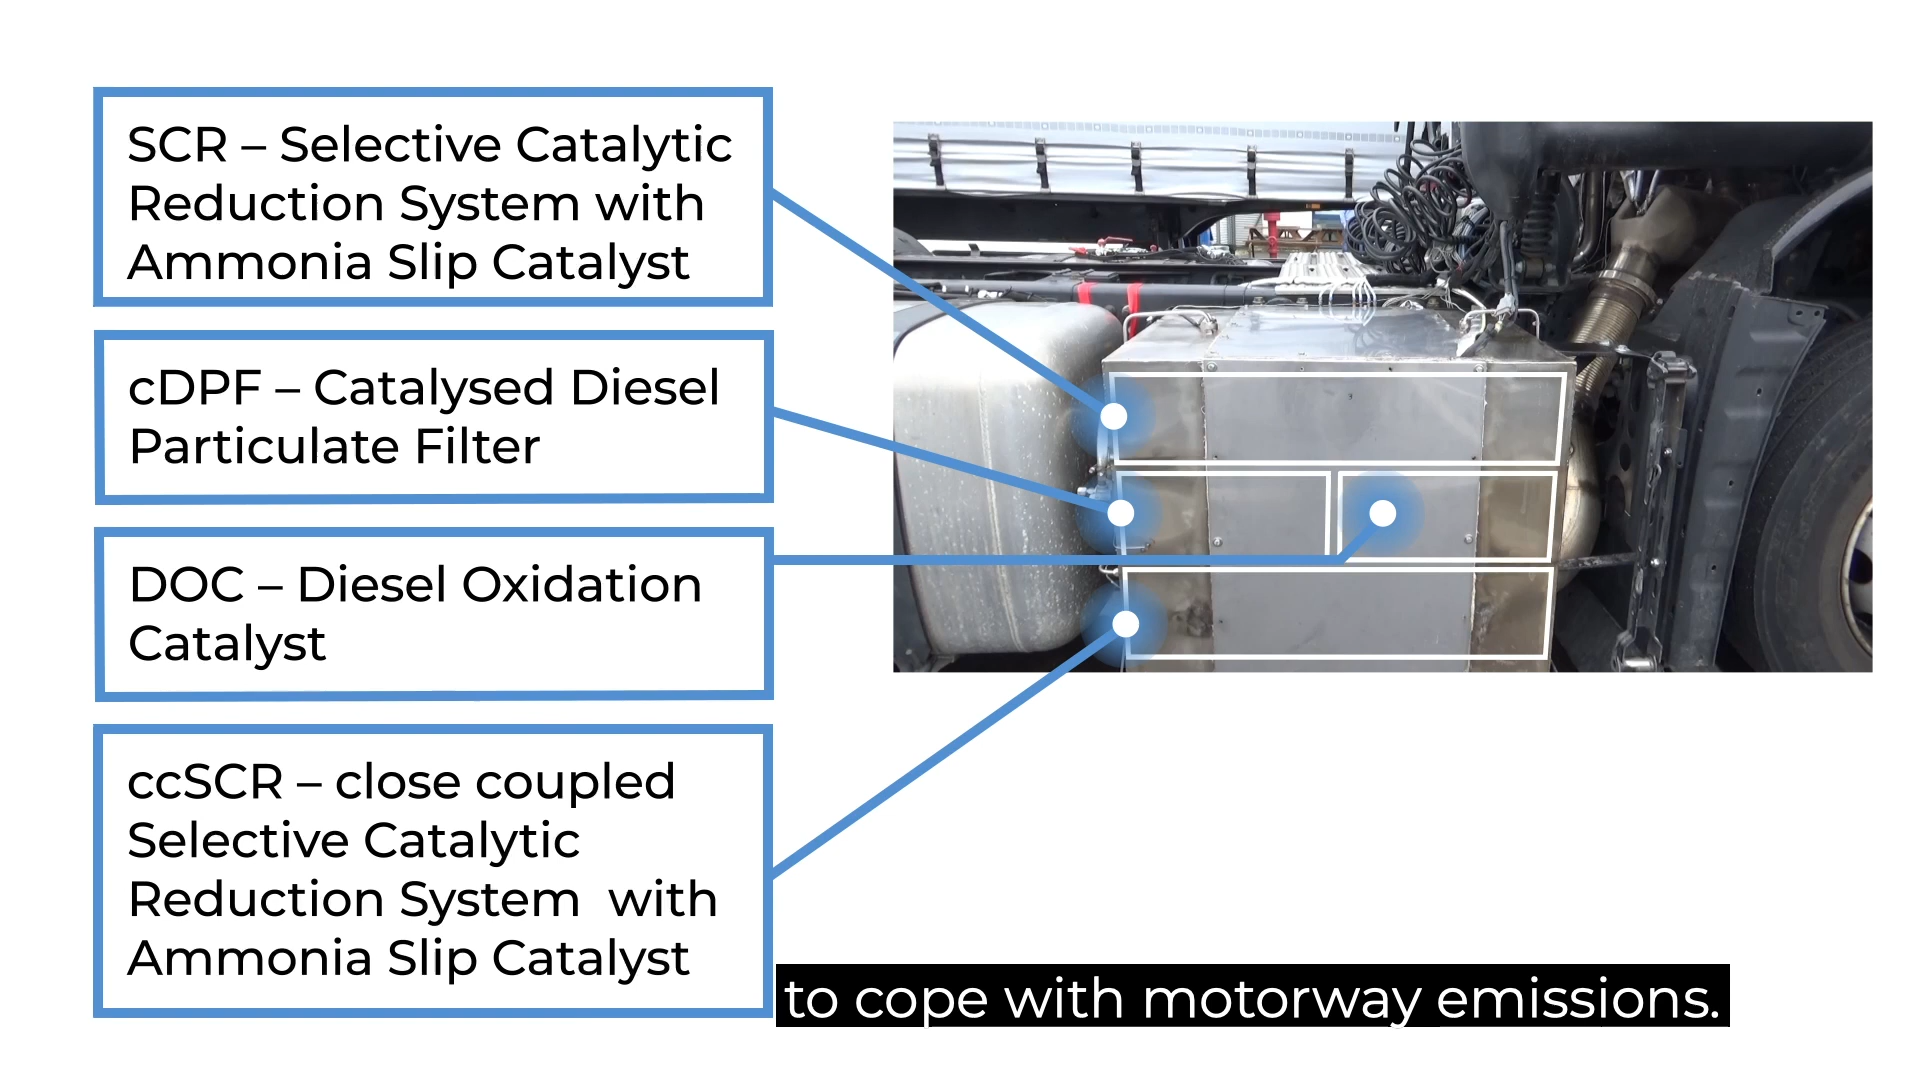 SCR – Selective Catalytic
Reduction System with
Ammonia Slip Catalyst
cDPF – Catalysed Diesel
Particulate Filter
DOC – Diesel Oxidation
Catalyst
ccSCR – close coupled
Selective Catalytic
Reduction System  with
Ammonia Slip Catalyst
to cope with motorway emissions.